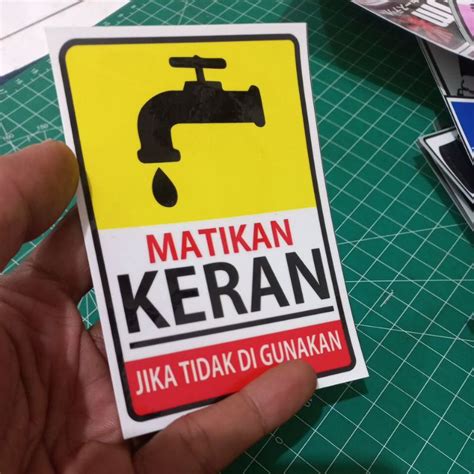 MATIKAN
KERAN
JIKA TIDAK DI GUNAKAN